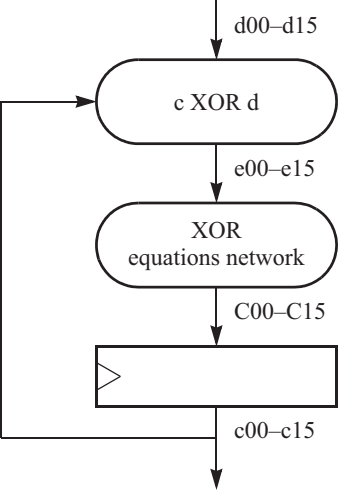 d00–d15
c XOR d
e00–e15
XOR
equations network
C00–C15
c00–c15